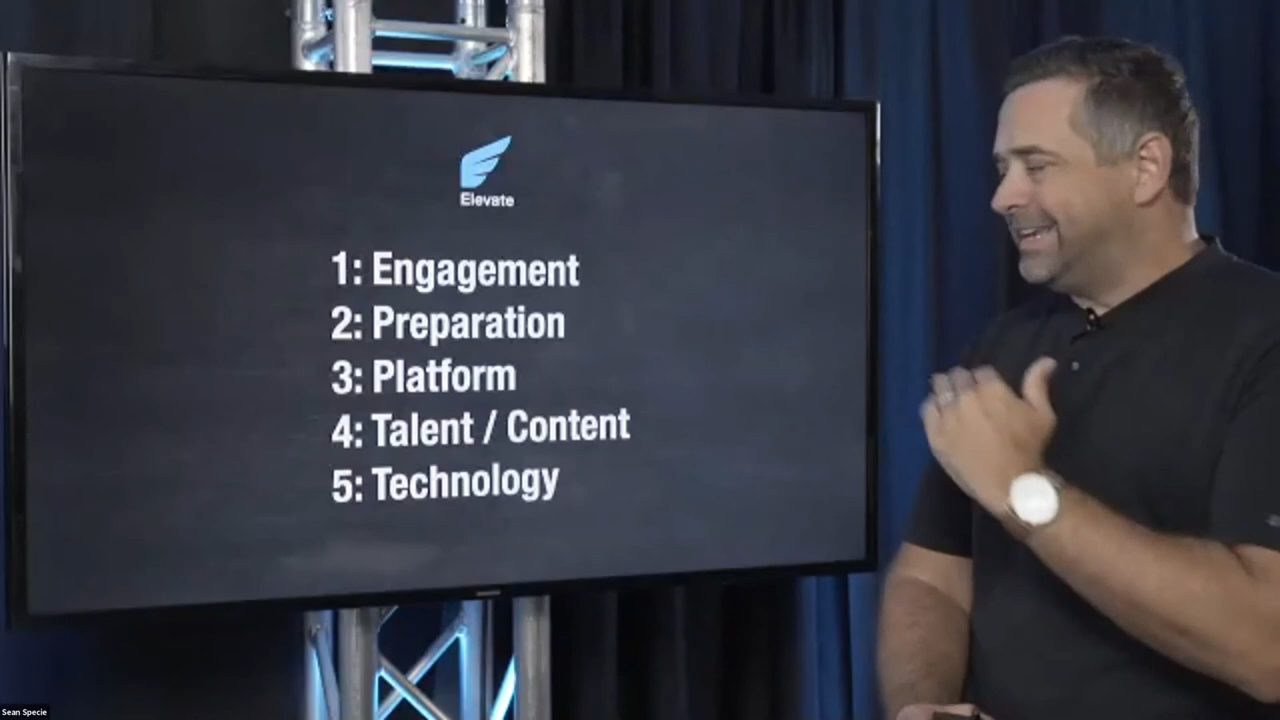 Elevate
1: Engagement
2: Preparation
3: Platform
4: Talent / Content
5: Technology
Sean Specie